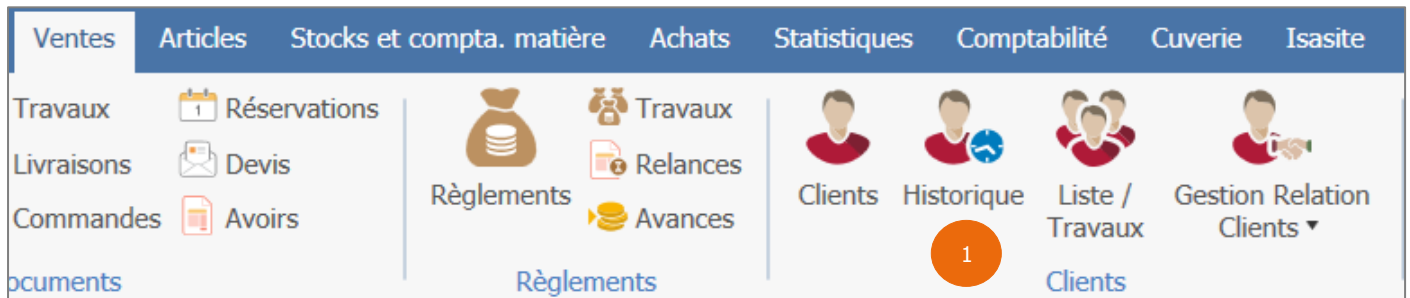 Ventes Articles Stocks et compta. matière Achats Statistiques Comptabilité Cuverie Isasite
Travaux 1 Réservations
Livraisons Devis
Commandes Avoirs
ocuments
Règlements
Travaux
Relances
Avances
Règlements
Clients
Historique
Liste /
Travaux
Gestion Relation
Clients
1
Clients